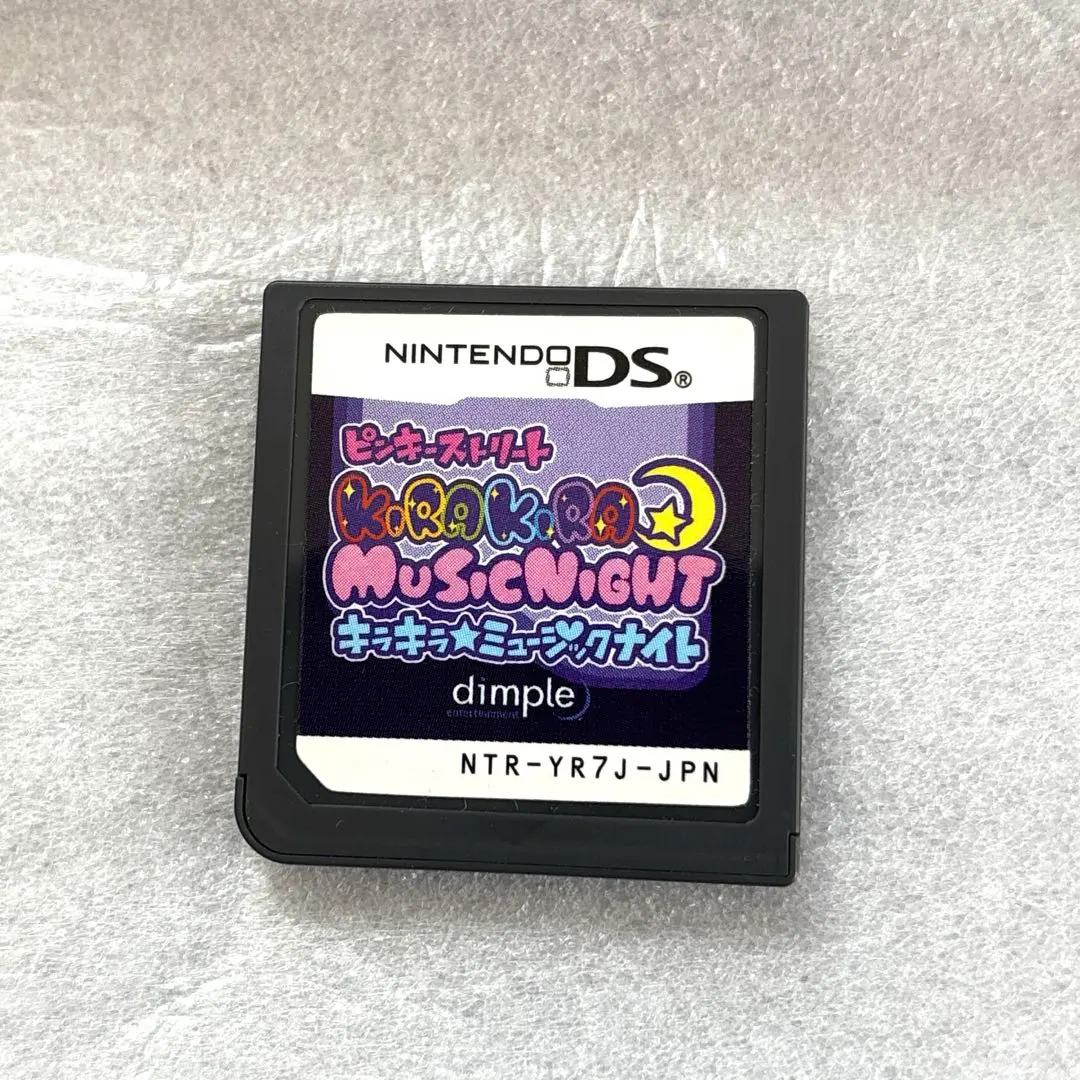 NINTENDO DS®
ピンキーストリート
KiRAKiRA
MUSiCNiGHT
キラキラ★ミュージックナイト
dimple
entertainment
NTR-YR7J-JPN